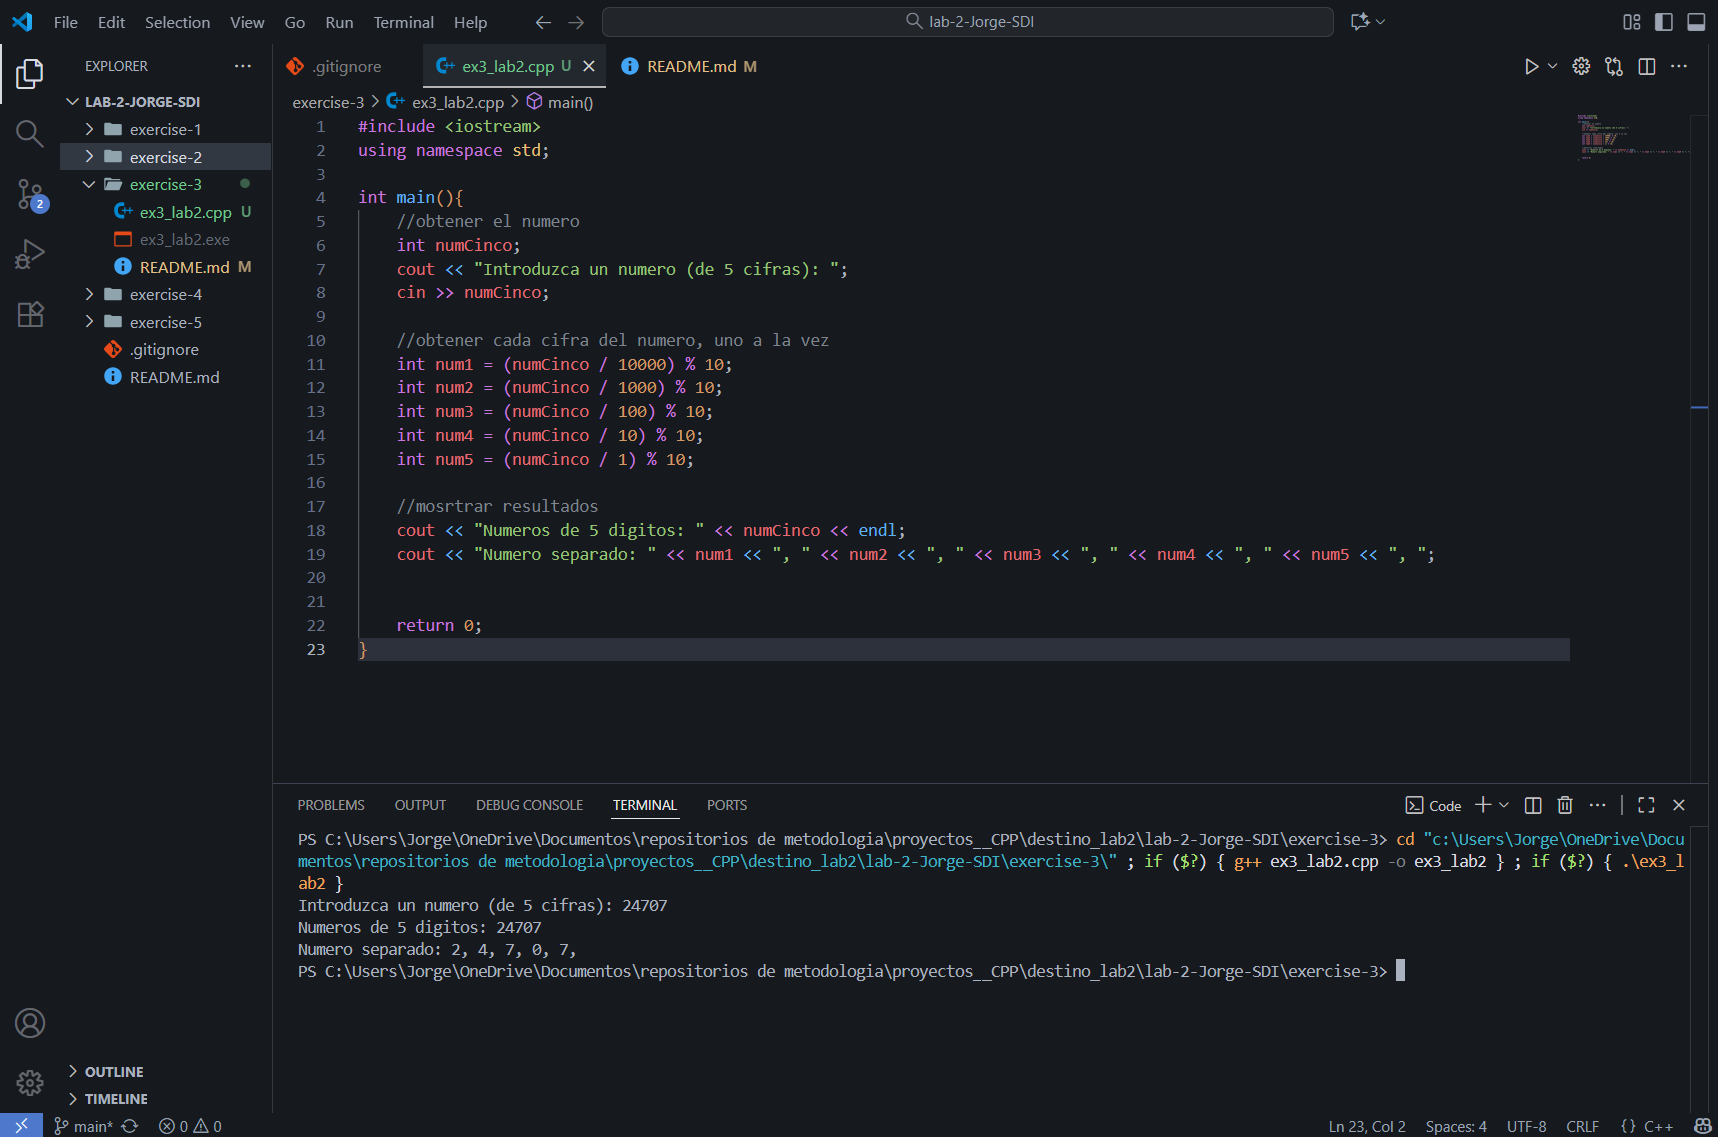 File Edit Selection View Go Run Terminal Help
lab-2-Jorge-SDI
EXPLORER
LAB-2-JORGE-SDI
exercise-1
exercise-2
exercise-3
ex3_lab2.cpp U
ex3_lab2.exe
README.md M
exercise-4
exercise-5
.gitignore
README.md
2
OUTLINE
TIMELINE
.gitignore ex3_lab2.cpp U README.md M
exercise-3 > ex3_lab2.cpp > main()
1 #include <iostream>
2 using namespace std;
3
4 int main(){
5 //obtener el numero
6 int numCinco;
7 cout << "Introduzca un numero (de 5 cifras): ";
8 cin >> numCinco;
9
10 //obtener cada cifra del numero, uno a la vez
11 int num1 = (numCinco / 10000) % 10;
12 int num2 = (numCinco / 1000) % 10;
13 int num3 = (numCinco / 100) % 10;
14 int num4 = (numCinco / 10) % 10;
15 int num5 = (numCinco / 1) % 10;
16
17 //mosrtrar resultados
18 cout << "Numeros de 5 digitos: " << numCinco << endl;
19 cout << "Numero separado: " << num1 << ", " << num2 << ", " << num3 << ", " << num4 << ", " << num5 << ", ";
20
21
22 return 0;
23 }
PROBLEMS OUTPUT DEBUG CONSOLE TERMINAL PORTS
Code
PS C:\Users\Jorge\OneDrive\Documentos\repositorios de metodologia\proyectos__CPP\destino_lab2\lab-2-Jorge-SDI\exercise-3> cd "c:\Users\Jorge\OneDrive\Docu
mentos\repositorios de metodologia\proyectos__CPP\destino_lab2\lab-2-Jorge-SDI\exercise-3\" ; if ($?) { g++ ex3_lab2.cpp -o ex3_lab2 } ; if ($?) { .\ex3_l
ab2 }
Introduzca un numero (de 5 cifras): 24707
Numeros de 5 digitos: 24707
Numero separado: 2, 4, 7, 0, 7,
PS C:\Users\Jorge\OneDrive\Documentos\repositorios de metodologia\proyectos__CPP\destino_lab2\lab-2-Jorge-SDI\exercise-3>
main* 0 0
Ln 23, Col 2 Spaces: 4 UTF-8 CRLF {} C++